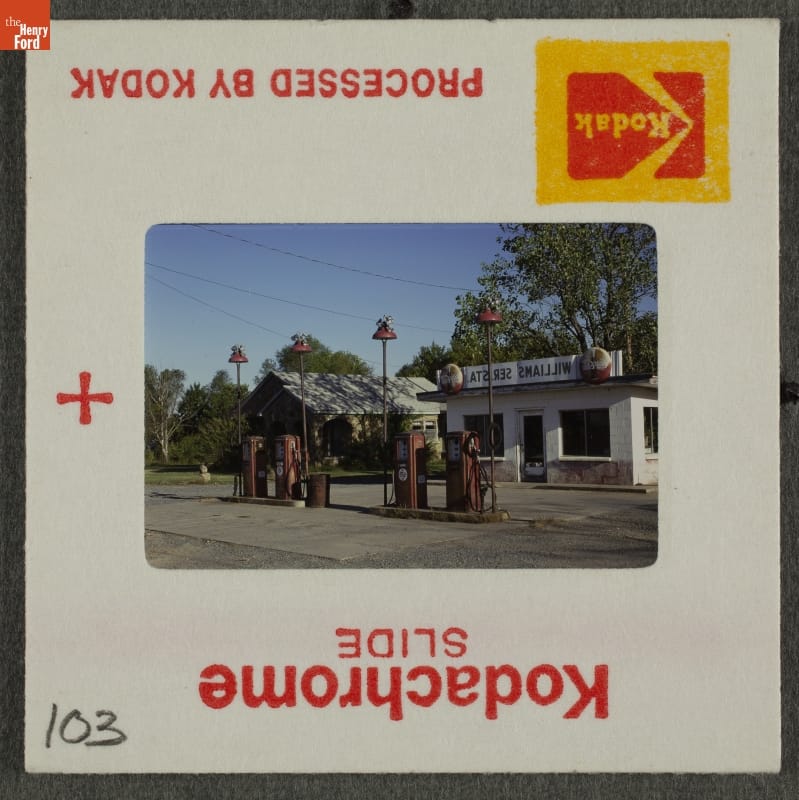 the
Henry
Ford
PROCESSED BY KODAK
Kodak
WILLIAMS SER. STA.
SLIDE
Kodachrome
103